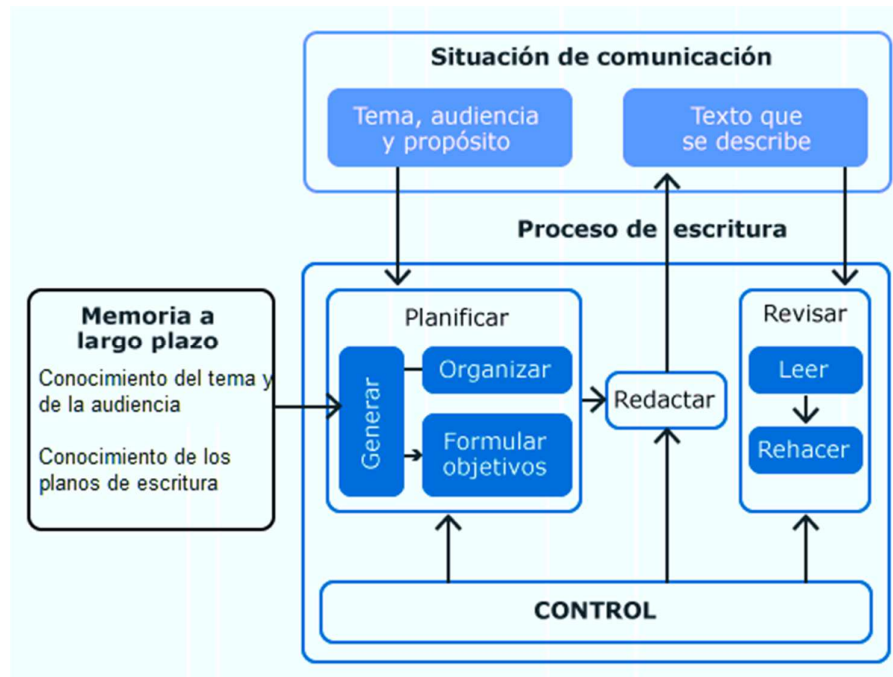 Situación de comunicación
Tema, audiencia
y propósito
Texto que
se describe
Proceso de escritura
Memoria a
largo plazo
Conocimiento del tema y
de la audiencia
Conocimiento de los
planos de escritura
Planificar
Generar
Organizar
Formular
objetivos
Redactar
Revisar
Leer
Rehacer
CONTROL